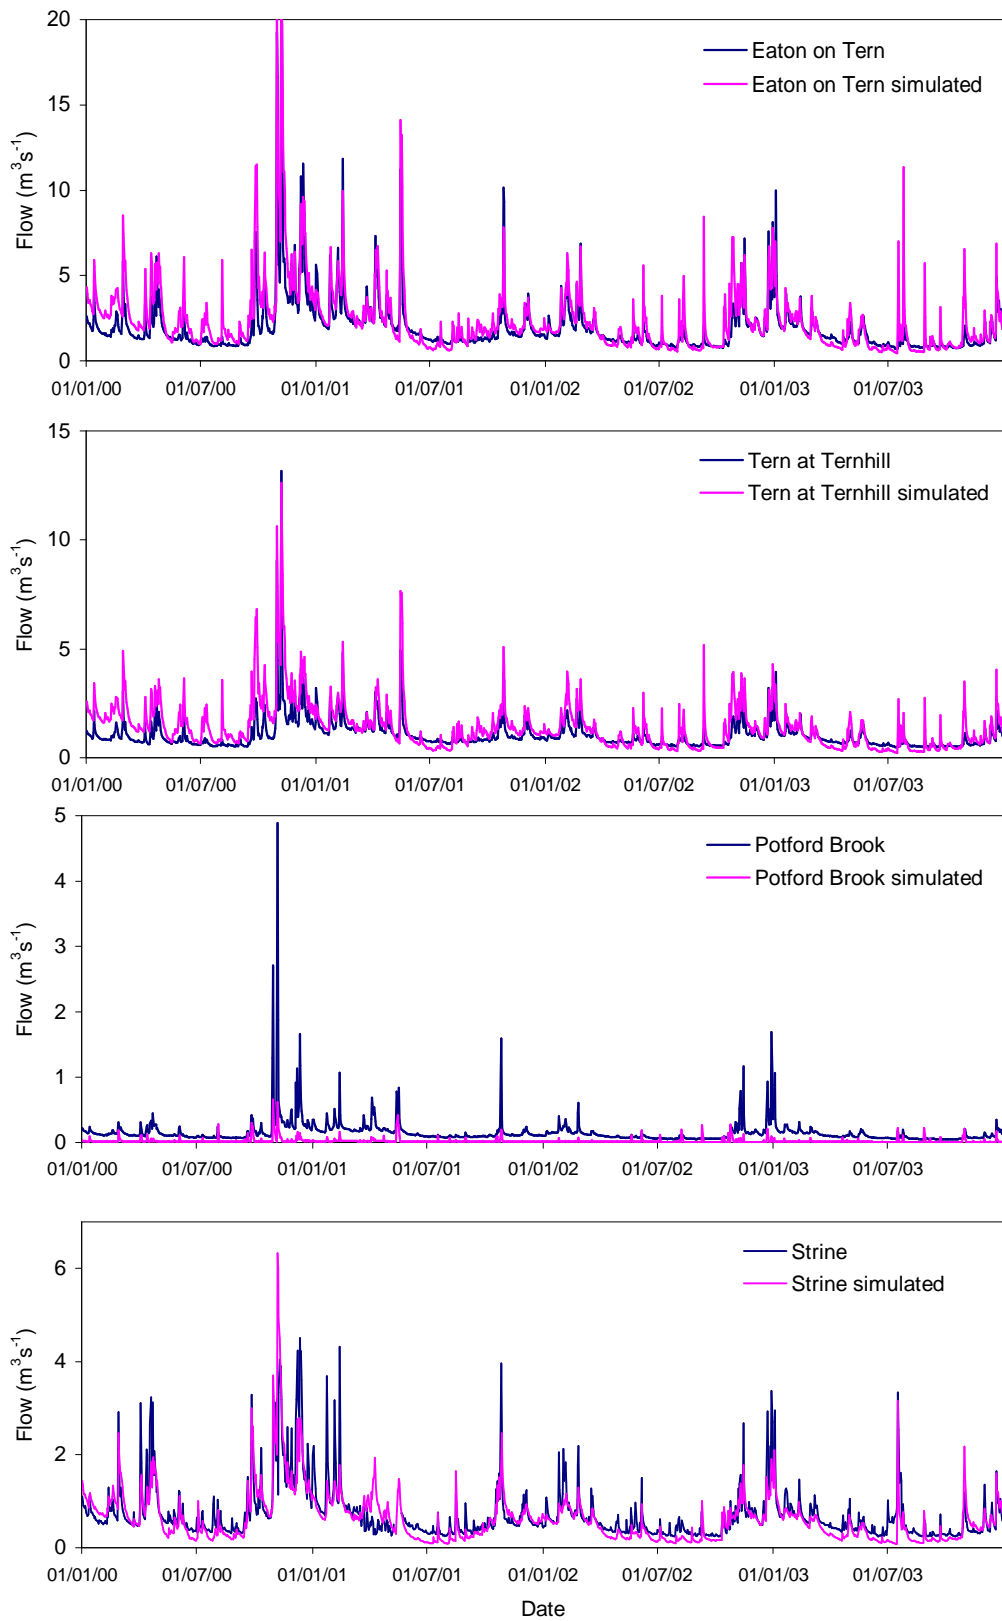 20
15
10
5
0
Flow (m³s⁻¹)
Eaton on Tern
Eaton on Tern simulated
01/01/00 01/07/00 01/01/01 01/07/01 01/01/02 01/07/02 01/01/03 01/07/03
15
10
5
0
Flow (m³s⁻¹)
Tern at Ternhill
Tern at Ternhill simulated
01/01/00 01/07/00 01/01/01 01/07/01 01/01/02 01/07/02 01/01/03 01/07/03
5
4
3
2
1
0
Flow (m³s⁻¹)
Potford Brook
Potford Brook simulated
01/01/00 01/07/00 01/01/01 01/07/01 01/01/02 01/07/02 01/01/03 01/07/03
6
4
2
0
Flow (m³s⁻¹)
Strine
Strine simulated
01/01/00 01/07/00 01/01/01 01/07/01 01/01/02 01/07/02 01/01/03 01/07/03
Date